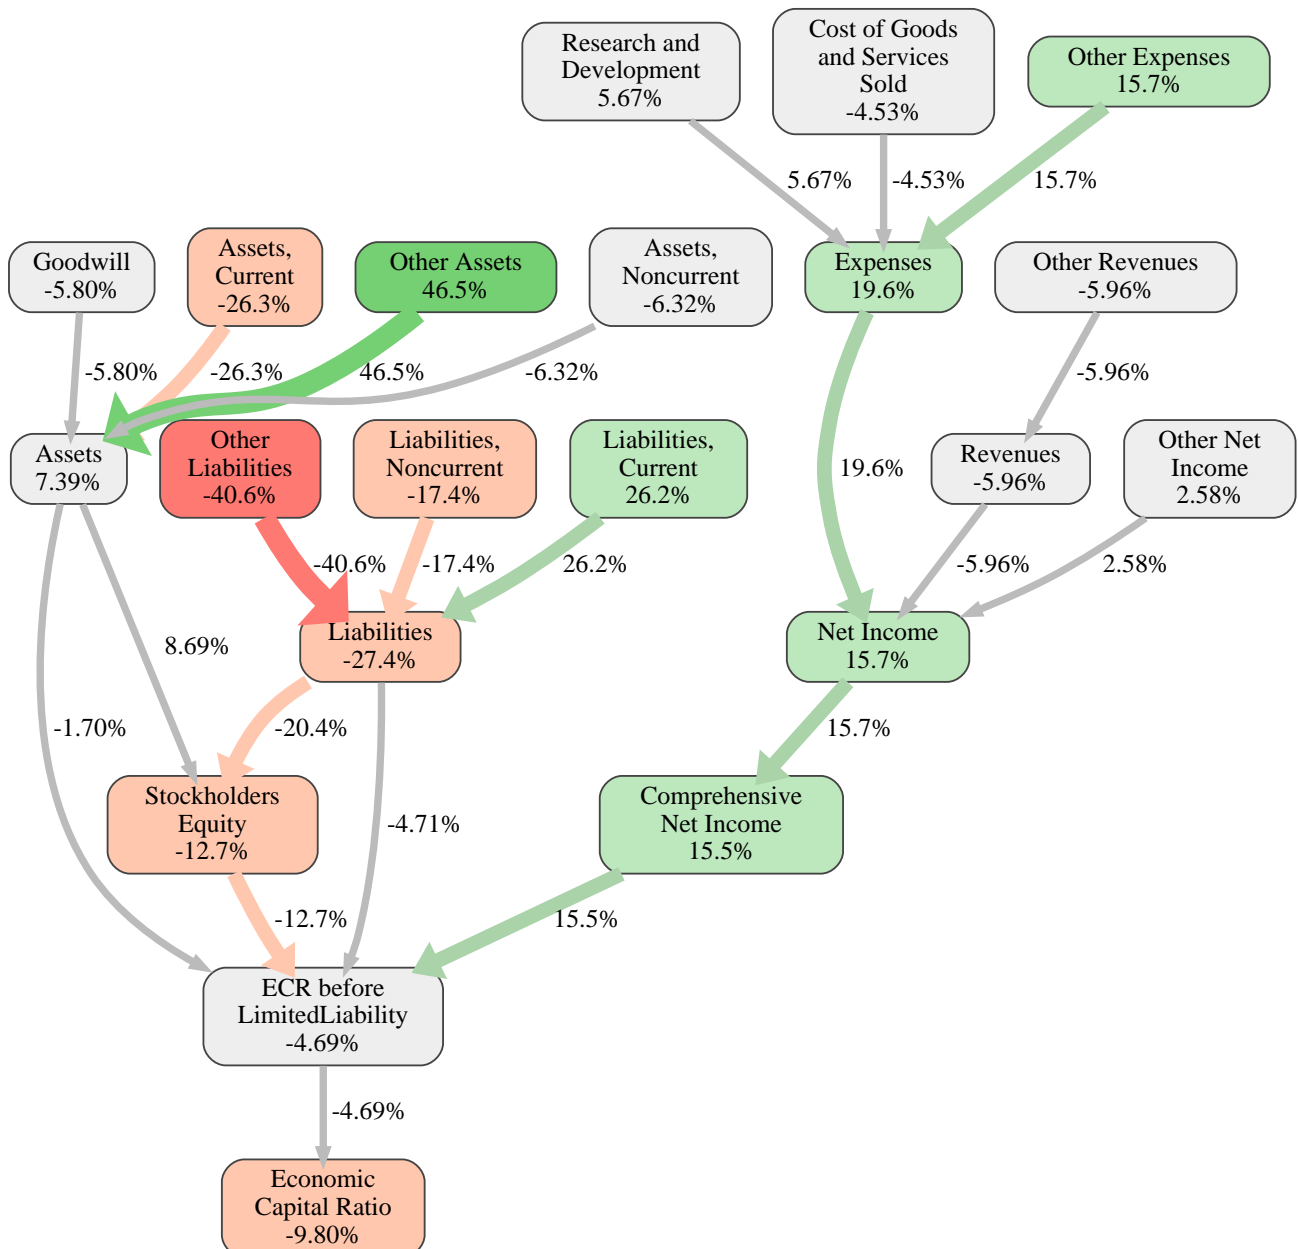 Research and
Development
5.67%
Cost of Goods
and Services
Sold
-4.53%
Other Expenses
15.7%
5.67%
-4.53%
15.7%
Goodwill
-5.80%
Assets,
Current
-26.3%
Other Assets
46.5%
Assets,
Noncurrent
-6.32%
Expenses
19.6%
Other Revenues
-5.96%
-5.80%
-26.3%
46.5%
-6.32%
-5.96%
Assets
7.39%
Other
Liabilities
-40.6%
Liabilities,
Noncurrent
-17.4%
Liabilities,
Current
26.2%
19.6%
Revenues
-5.96%
Other Net
Income
2.58%
-40.6%
-17.4%
26.2%
-5.96%
2.58%
8.69%
Liabilities
-27.4%
Net Income
15.7%
-1.70%
-20.4%
15.7%
Stockholders
Equity
-12.7%
-4.71%
Comprehensive
Net Income
15.5%
-12.7%
15.5%
ECR before
LimitedLiability
-4.69%
-4.69%
Economic
Capital Ratio
-9.80%